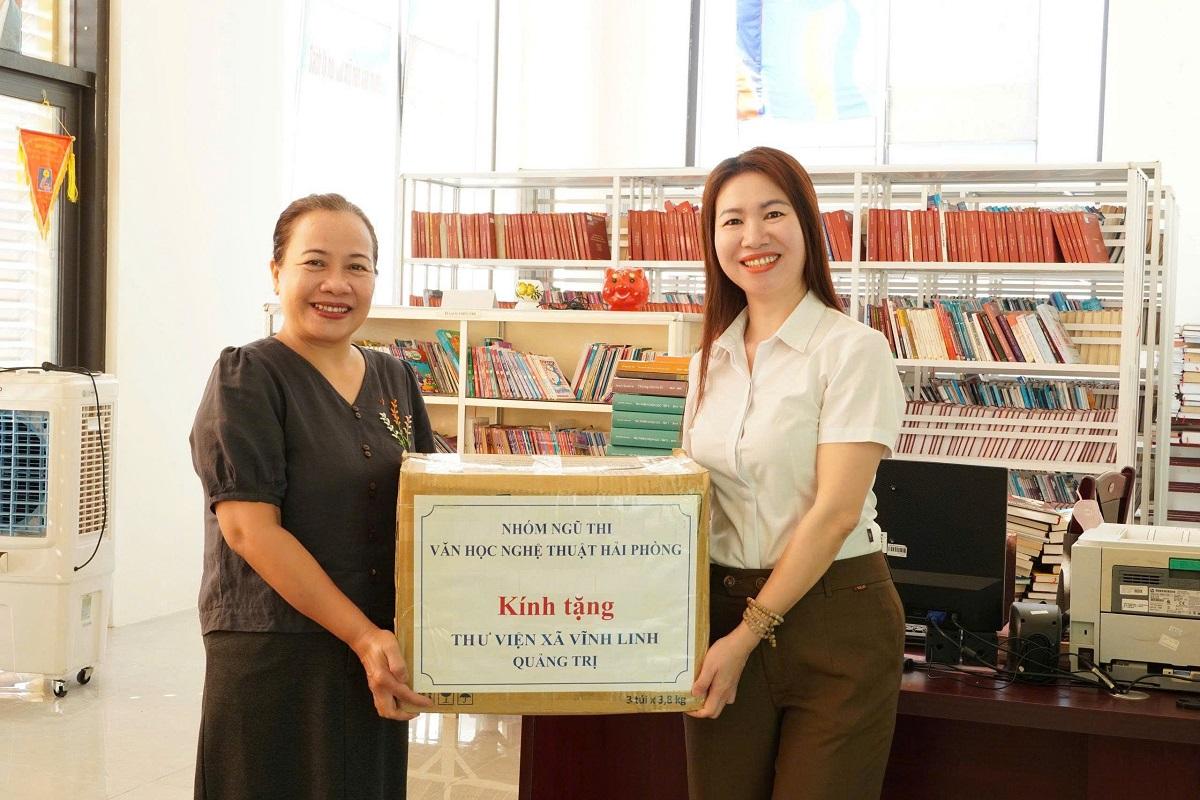 NHÓM NGŨ THI
VĂN HỌC NGHỆ THUẬT HẢI PHÒNG
Kính tặng
THƯ VIỆN XÃ VĨNH LINH
QUẢNG TRỊ
3 túi x 3,8 kg